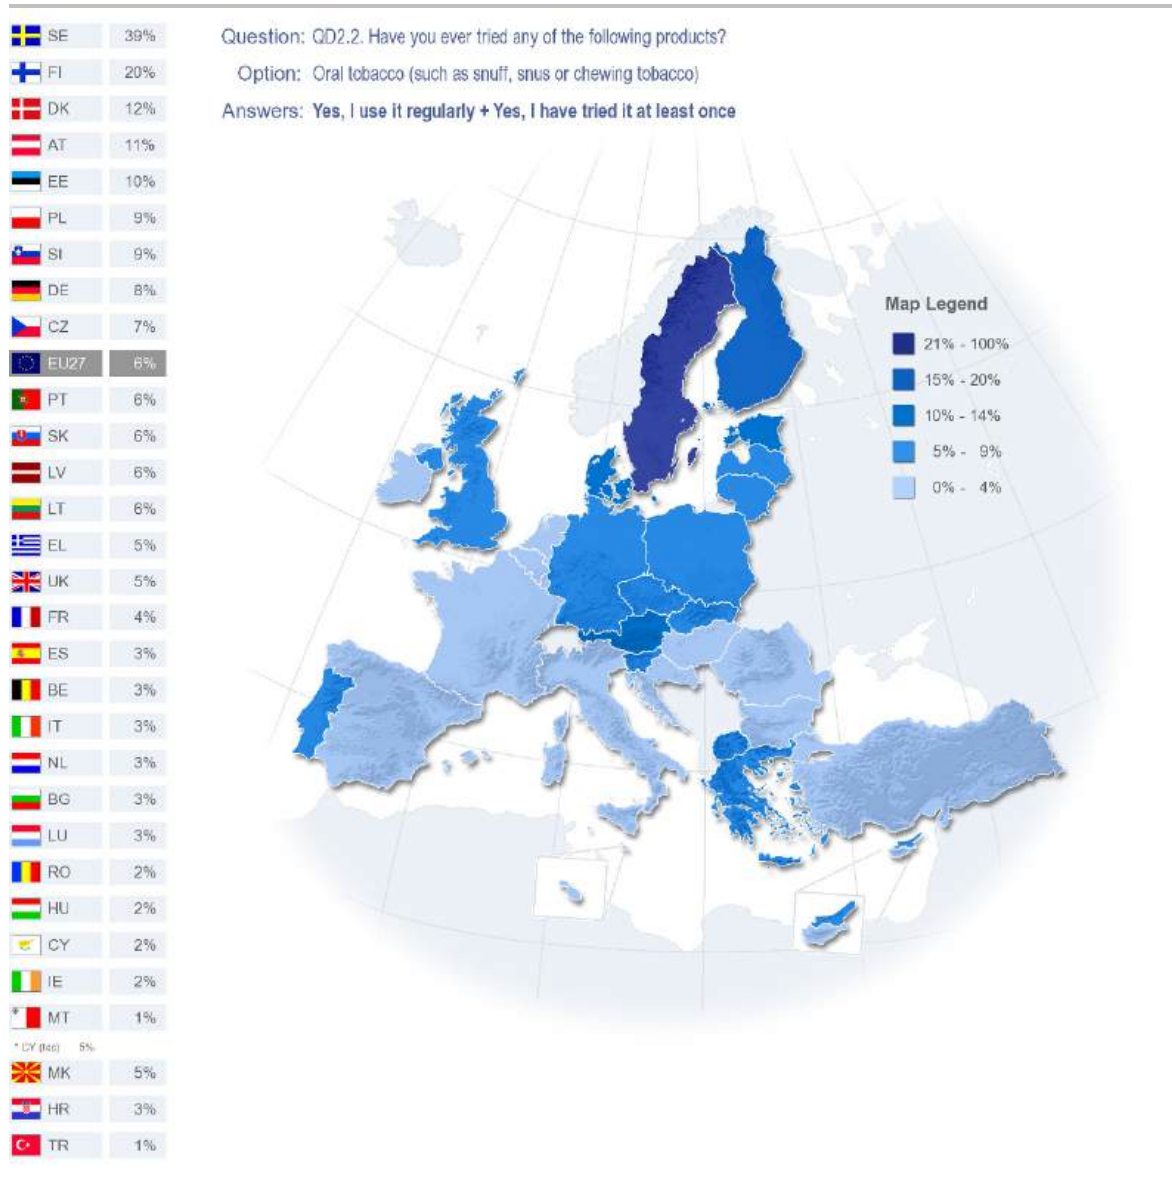 Question: QD2.2. Have you ever tried any of the following products?
Option: Oral tobacco (such as snuff, snus or chewing tobacco)
Answers: Yes, I use it regularly + Yes, I have tried it at least once
SE 39%
FI 20%
DK 12%
AT 11%
EE 10%
PL 9%
SI 9%
DE 8%
CZ 7%
EU27 6%
PT 6%
SK 6%
LV 6%
LT 6%
EL 5%
UK 5%
FR 4%
ES 3%
BE 3%
IT 3%
NL 3%
BG 3%
LU 3%
RO 2%
HU 2%
CY 2%
IE 2%
MT 1%
* CY (tcc) 5%
MK 5%
HR 3%
TR 1%
Map Legend
21% - 100%
15% - 20%
10% - 14%
5% - 9%
0% - 4%